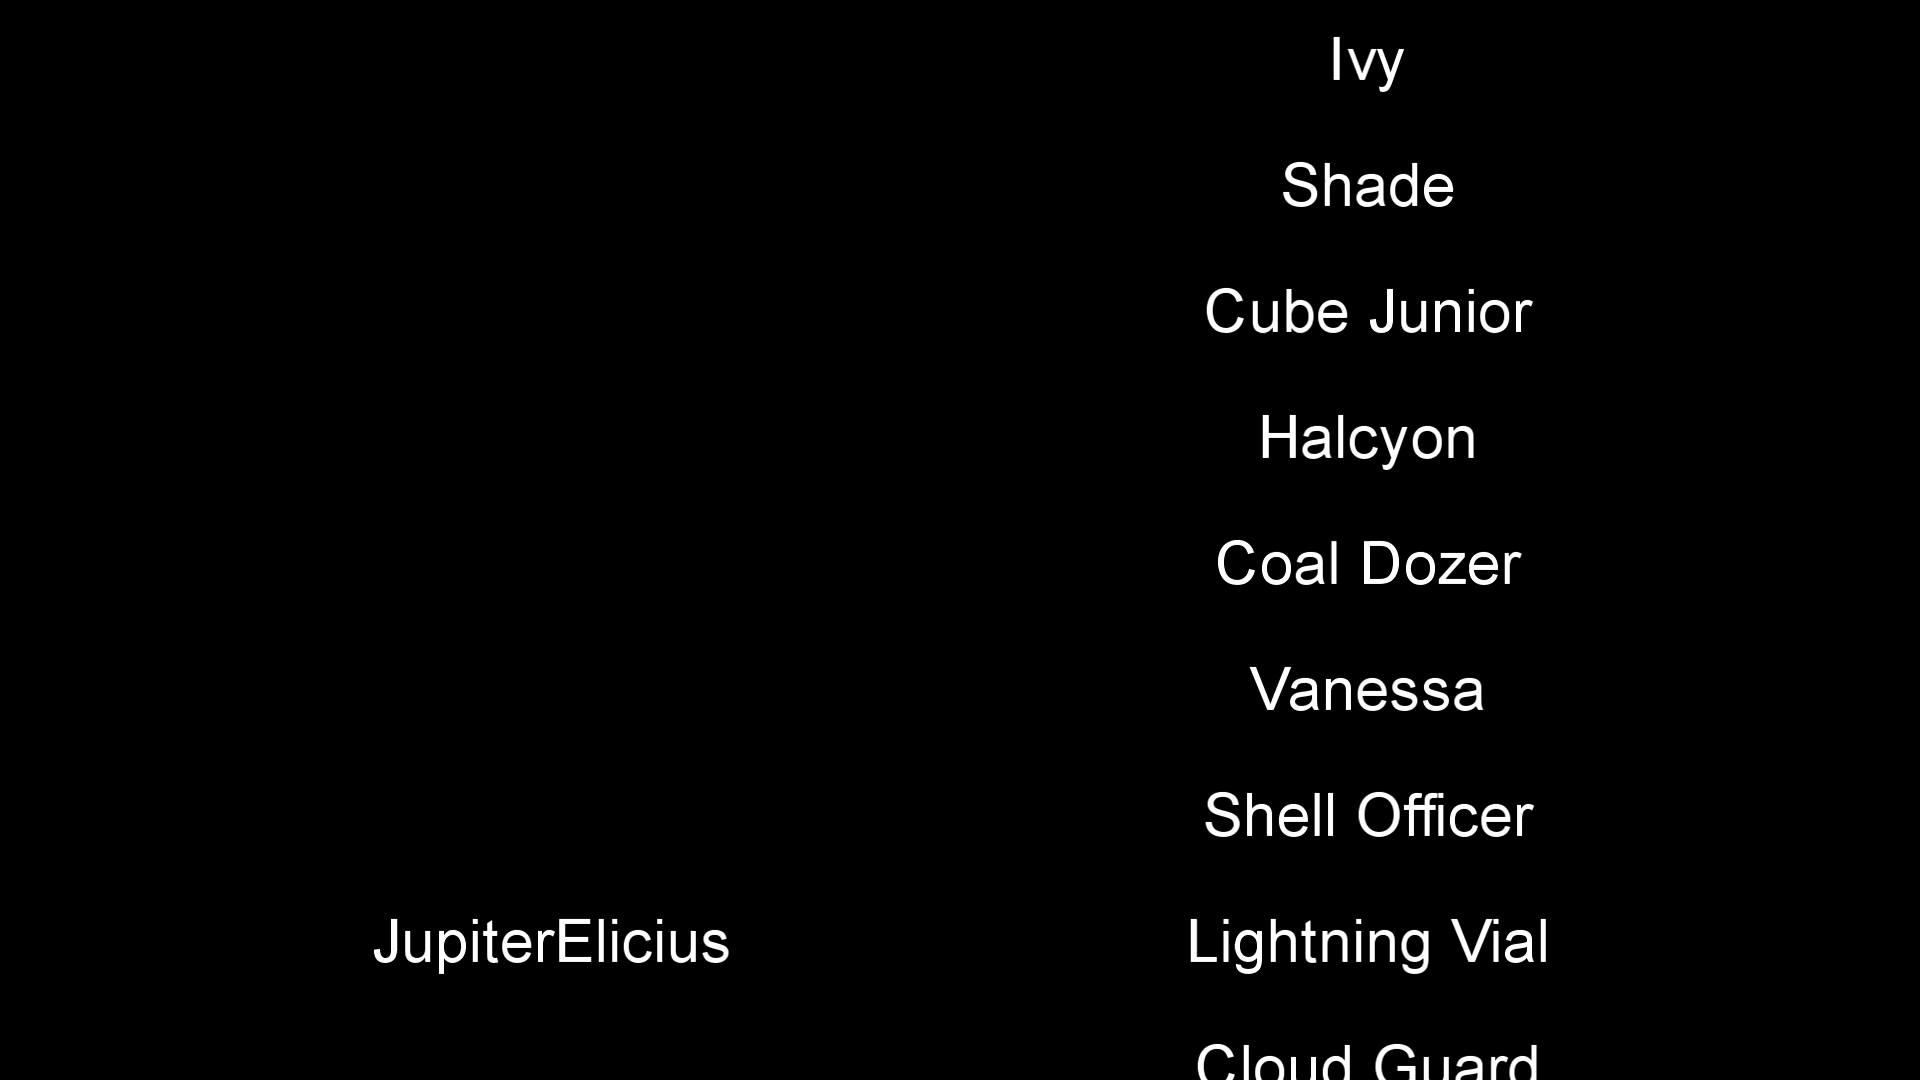 Ivy
Shade
Cube Junior
Halcyon
Coal Dozer
Vanessa
Shell Officer
JupiterElicius Lightning Vial
Cloud Guard